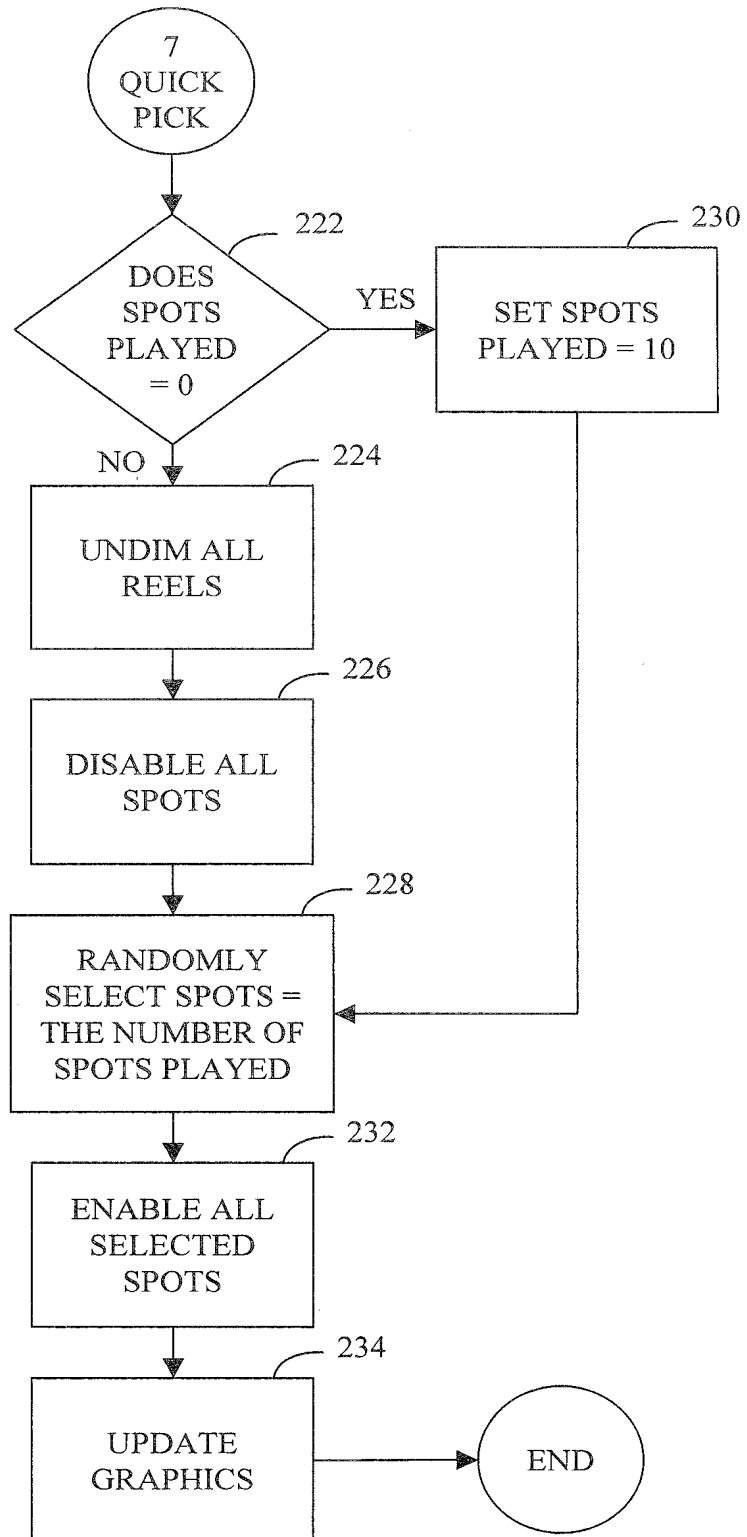 7
QUICK
PICK
222
DOES
SPOTS
PLAYED
= 0
YES
230
SET SPOTS
PLAYED = 10
NO
224
UNDIM ALL
REELS
226
DISABLE ALL
SPOTS
228
RANDOMLY
SELECT SPOTS =
THE NUMBER OF
SPOTS PLAYED
232
ENABLE ALL
SELECTED
SPOTS
234
UPDATE
GRAPHICS
END